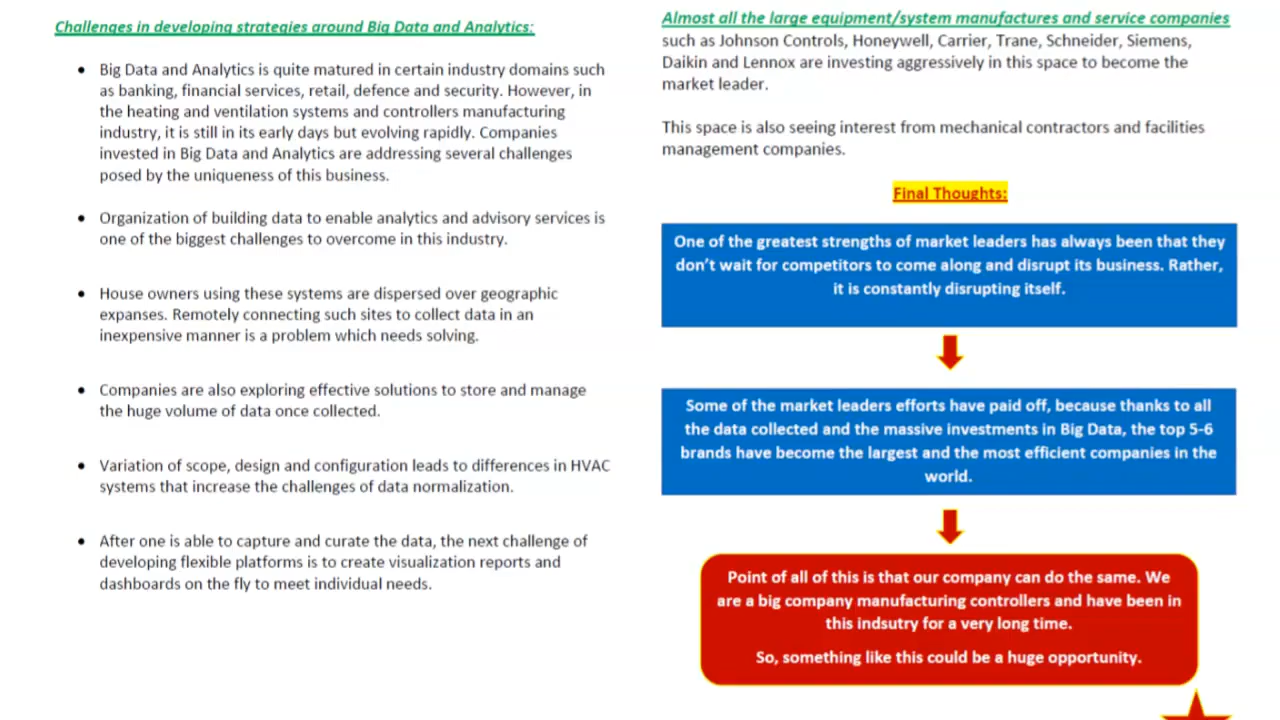 Challenges in developing strategies around Big Data and Analytics:
• Big Data and Analytics is quite matured in certain industry domains such
as banking, financial services, retail, defence and security. However, in
the heating and ventilation systems and controllers manufacturing
industry, it is still in its early days but evolving rapidly. Companies
invested in Big Data and Analytics are addressing several challenges
posed by the uniqueness of this business.
• Organization of building data to enable analytics and advisory services is
one of the biggest challenges to overcome in this industry.
• House owners using these systems are dispersed over geographic
expanses. Remotely connecting such sites to collect data in an
inexpensive manner is a problem which needs solving.
• Companies are also exploring effective solutions to store and manage
the huge volume of data once collected.
• Variation of scope, design and configuration leads to differences in HVAC
systems that increase the challenges of data normalization.
• After one is able to capture and curate the data, the next challenge of
developing flexible platforms is to create visualization reports and
dashboards on the fly to meet individual needs.
Almost all the large equipment/system manufactures and service companies
such as Johnson Controls, Honeywell, Carrier, Trane, Schneider, Siemens,
Daikin and Lennox are investing aggressively in this space to become the
market leader.
This space is also seeing interest from mechanical contractors and facilities
management companies.
Final Thoughts:
One of the greatest strengths of market leaders has always been that they
don't wait for competitors to come along and disrupt its business. Rather,
it is constantly disrupting itself.
Some of the market leaders efforts have paid off, because thanks to all
the data collected and the massive investments in Big Data, the top 5-6
brands have become the largest and the most efficient companies in the
world.
Point of all of this is that our company can do the same. We
are a big company manufacturing controllers and have been in
this indsutry for a very long time.
So, something like this could be a huge opportunity.